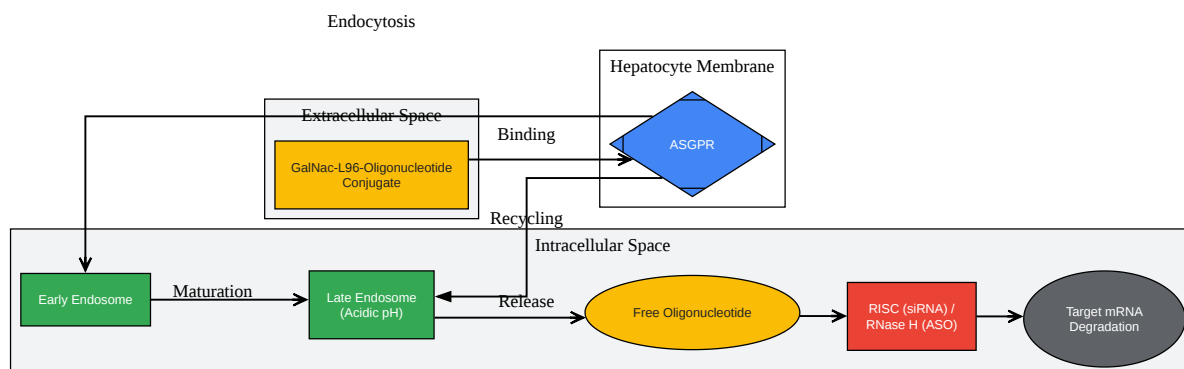 Endocytosis
Hepatocyte Membrane
Extracellular Space
Binding
ASGPR
GalNac-L96-Oligonucleotide
Conjugate
Recycling
Intracellular Space
Early Endosome
Maturation
Late Endosome
(Acidic pH)
Release
Free Oligonucleotide
RISC (siRNA) /
RNase H (ASO)
Target mRNA
Degradation